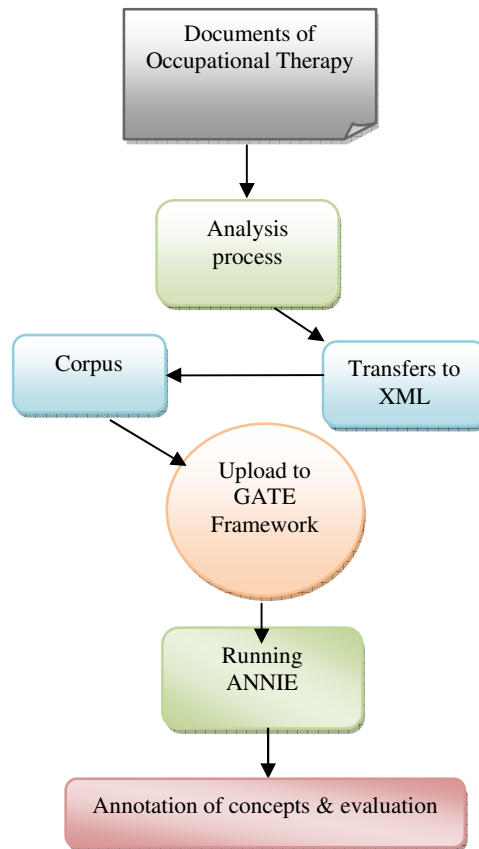 Documents of
Occupational Therapy
Analysis
process
Corpus
Transfers to
XML
Upload to
GATE
Framework
Running
ANNIE
Annotation of concepts & evaluation